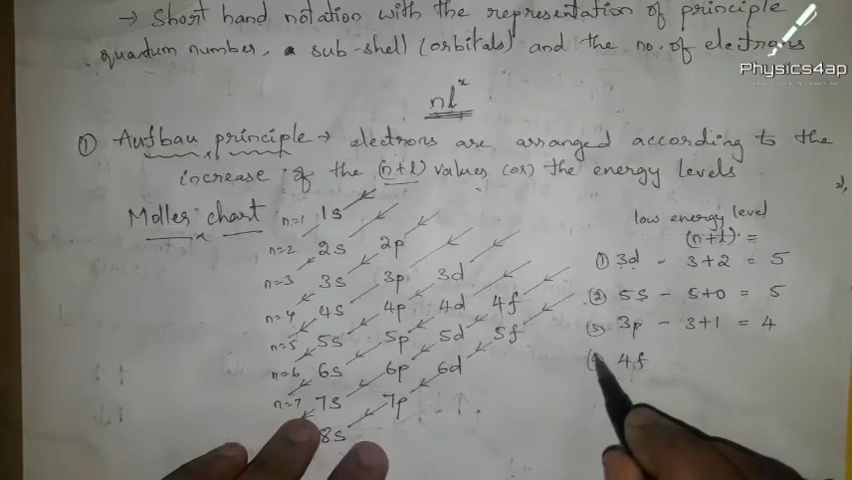 → Short hand notation with the representation of principle
quantum number, sub-shell (orbitals) and the no. of electrons
Physics4ap
nlˣ
① Aufbau principle → electrons are arranged according to the
increase of the (n+l) values (or) the energy levels
Moller chart
n=1 1s
n=2 2s 2p
n=3 3s 3p 3d
n=4 4s 4p 4d 4f
n=5 5s 5p 5d 5f
n=6 6s 6p 6d
n=7 7s 7p
8s
low energy level
(n+l) =
① 3d - 3+2 = 5
② 5s - 5+0 = 5
③ 3p - 3+1 = 4
4f